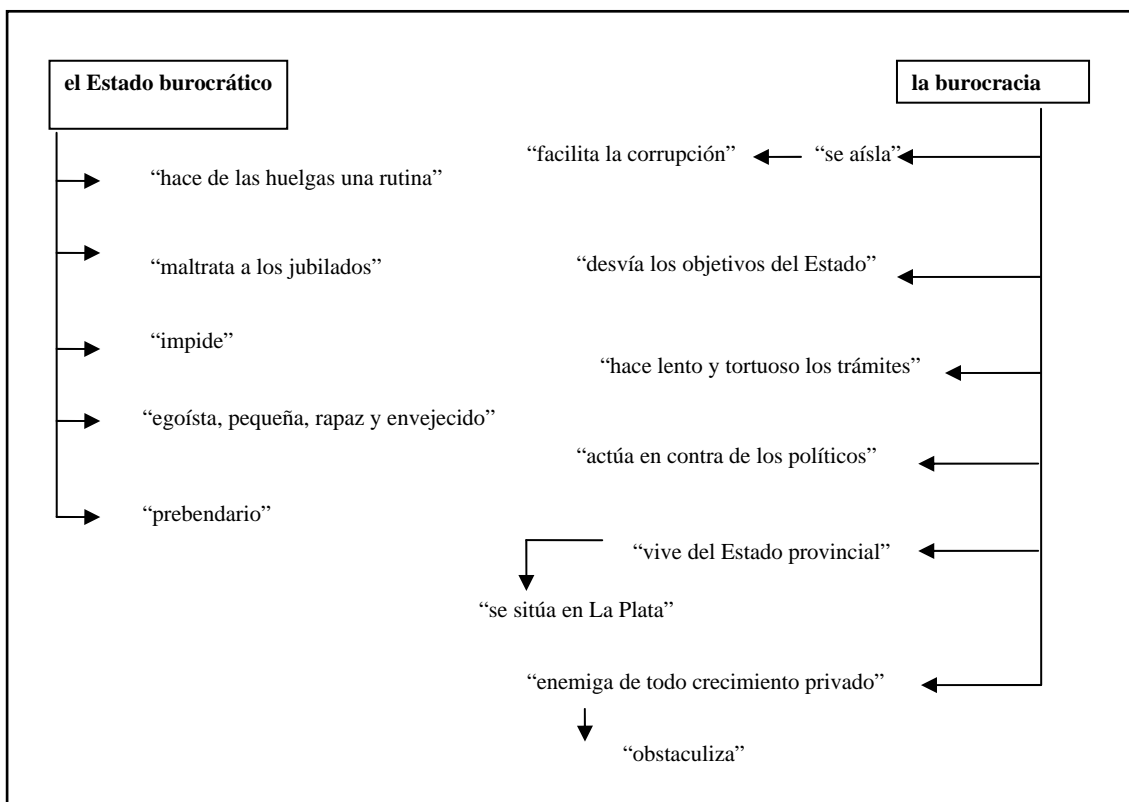 el Estado burocrático
“hace de las huelgas una rutina”
“maltrata a los jubilados”
“impide”
“egoísta, pequeña, rapaz y envejecido”
“prebendario”
la burocracia
“facilita la corrupción” “se aísla”
“desvía los objetivos del Estado”
“hace lento y tortuoso los trámites”
“actúa en contra de los políticos”
“vive del Estado provincial”
“se sitúa en La Plata”
“enemiga de todo crecimiento privado”
“obstaculiza”